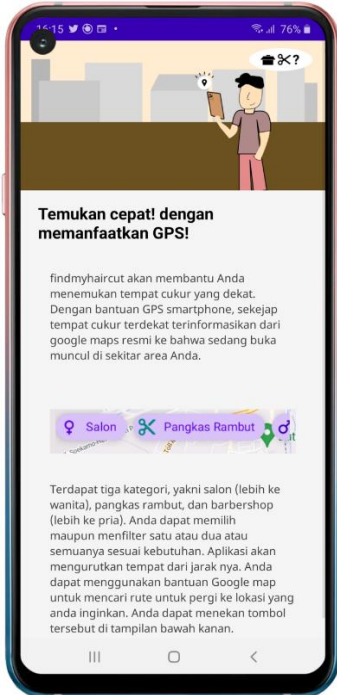 16:15
76%
?
Temukan cepat! dengan
memanfaatkan GPS!
findmyhaircut akan membantu Anda
menemukan tempat cukur yang dekat.
Dengan bantuan GPS smartphone, sekejap
tempat cukur terdekat terinformasikan dari
google maps resmi ke bahwa sedang buka
muncul di sekitar area Anda.
Salon
Pangkas Rambut
Terdapat tiga kategori, yakni salon (lebih ke
wanita), pangkas rambut, dan barbershop
(lebih ke pria). Anda dapat memilih
maupun menfilter satu atau dua atau
semuanya sesuai kebutuhan. Aplikasi akan
mengurutkan tempat dari jarak nya. Anda
dapat menggunakan bantuan Google map
untuk mencari rute untuk pergi ke lokasi yang
anda inginkan. Anda dapat menekan tombol
tersebut di tampilan bawah kanan.